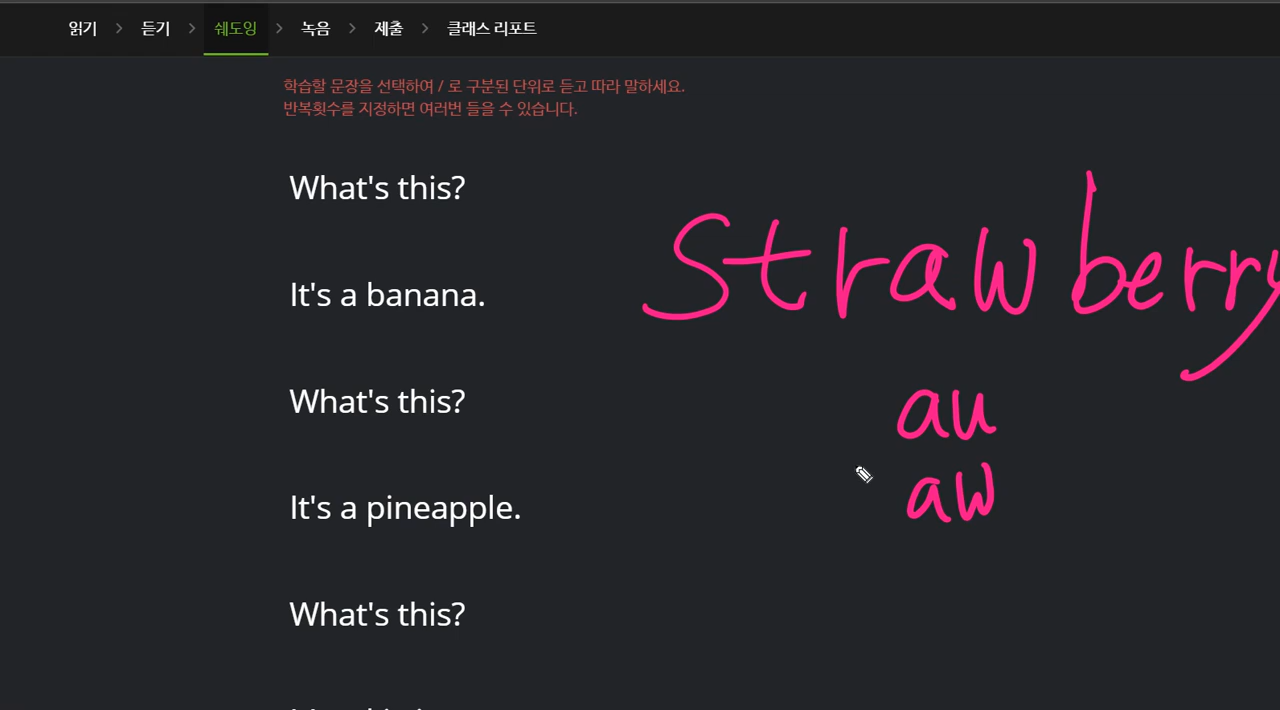 읽기 > 듣기 > 쉐도잉 > 녹음 > 제출 > 클래스 리포트
학습할 문장을 선택하여 / 로 구분된 단위로 듣고 따라 말하세요.
반복횟수를 지정하면 여러번 들을 수 있습니다.
What's this?
Strawberry
It's a banana.
What's this?
au
aw
It's a pineapple.
What's this?